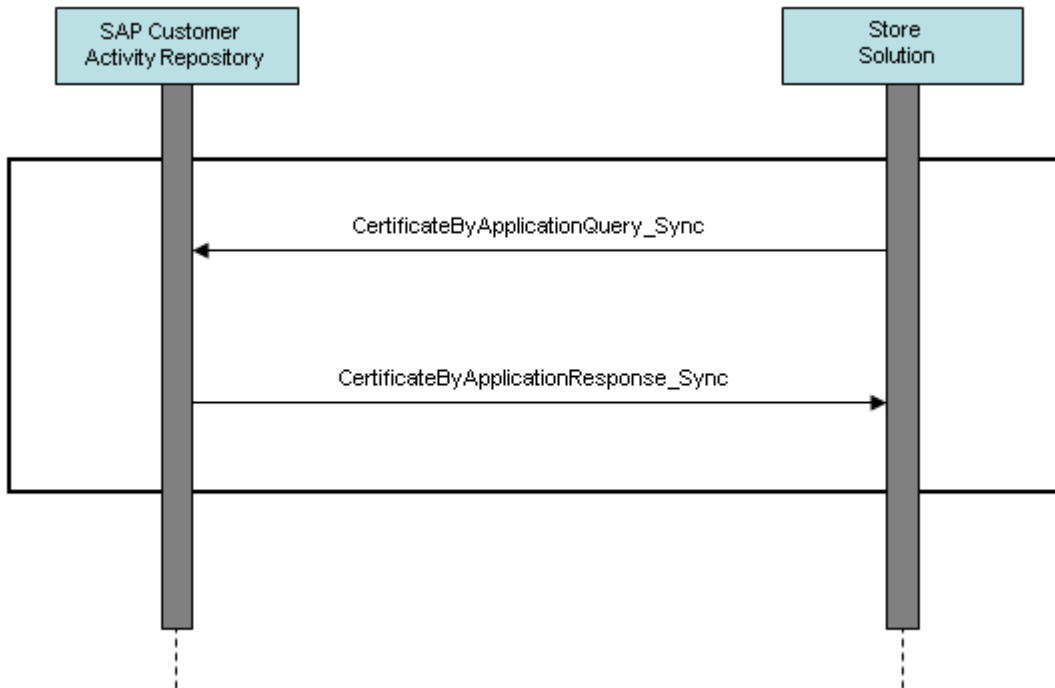 SAP Customer
Activity Repository
Store
Solution
CertificateByApplicationQuery_Sync
CertificateByApplicationResponse_Sync